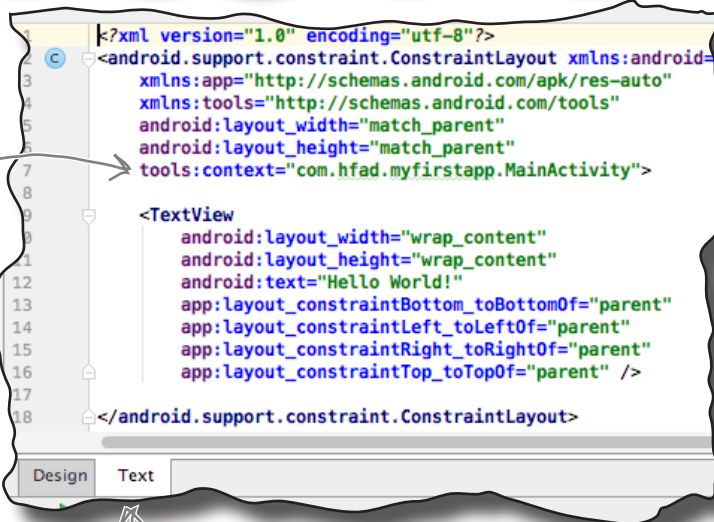 1 <?xml version="1.0" encoding="utf-8"?>
C <android.support.constraint.ConstraintLayout xmlns:android=
3 xmlns:app="http://schemas.android.com/apk/res-auto"
4 xmlns:tools="http://schemas.android.com/tools"
5 android:layout_width="match_parent"
6 android:layout_height="match_parent"
7 tools:context="com.hfad.myfirstapp.MainActivity">
8
9 <TextView
0 android:layout_width="wrap_content"
11 android:layout_height="wrap_content"
12 android:text="Hello World!"
13 app:layout_constraintBottom_toBottomOf="parent"
14 app:layout_constraintLeft_toLeftOf="parent"
15 app:layout_constraintRight_toRightOf="parent"
16 app:layout_constraintTop_toTopOf="parent" />
17
18 </android.support.constraint.ConstraintLayout>
Design Text